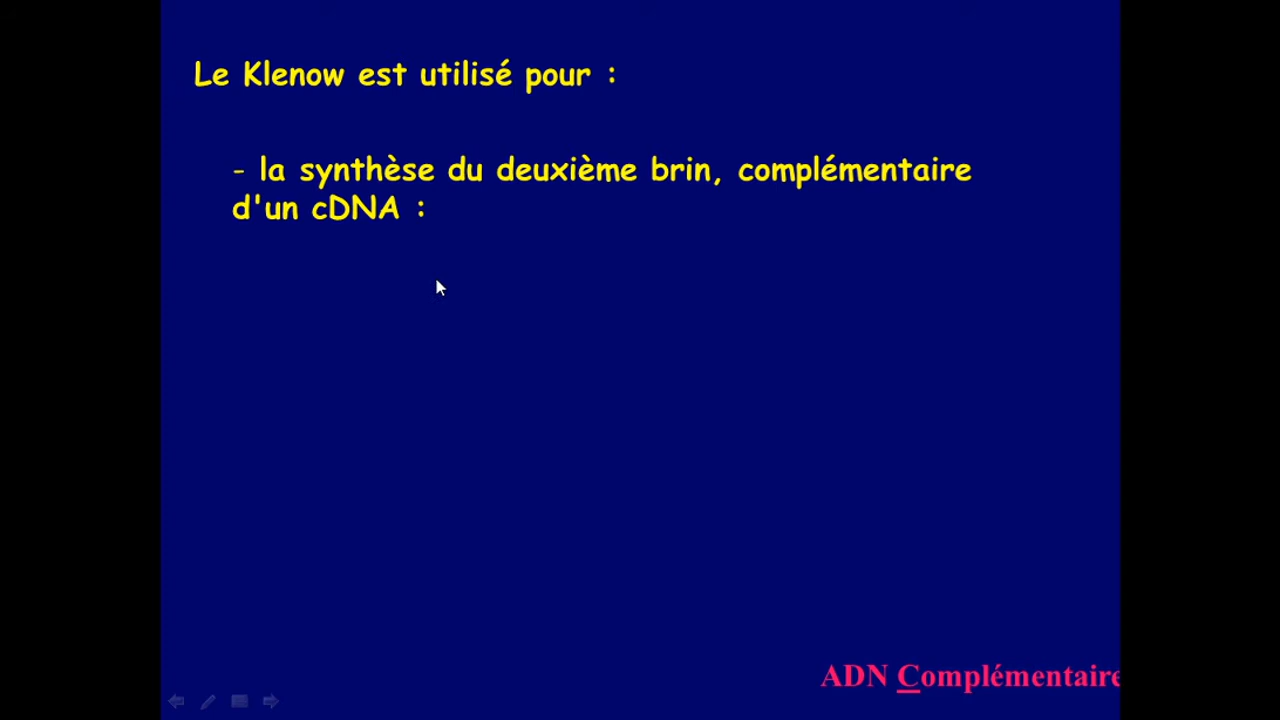 Le Klenow est utilisé pour :
- la synthèse du deuxième brin, complémentaire
d'un cDNA :
ADN Complémentaire